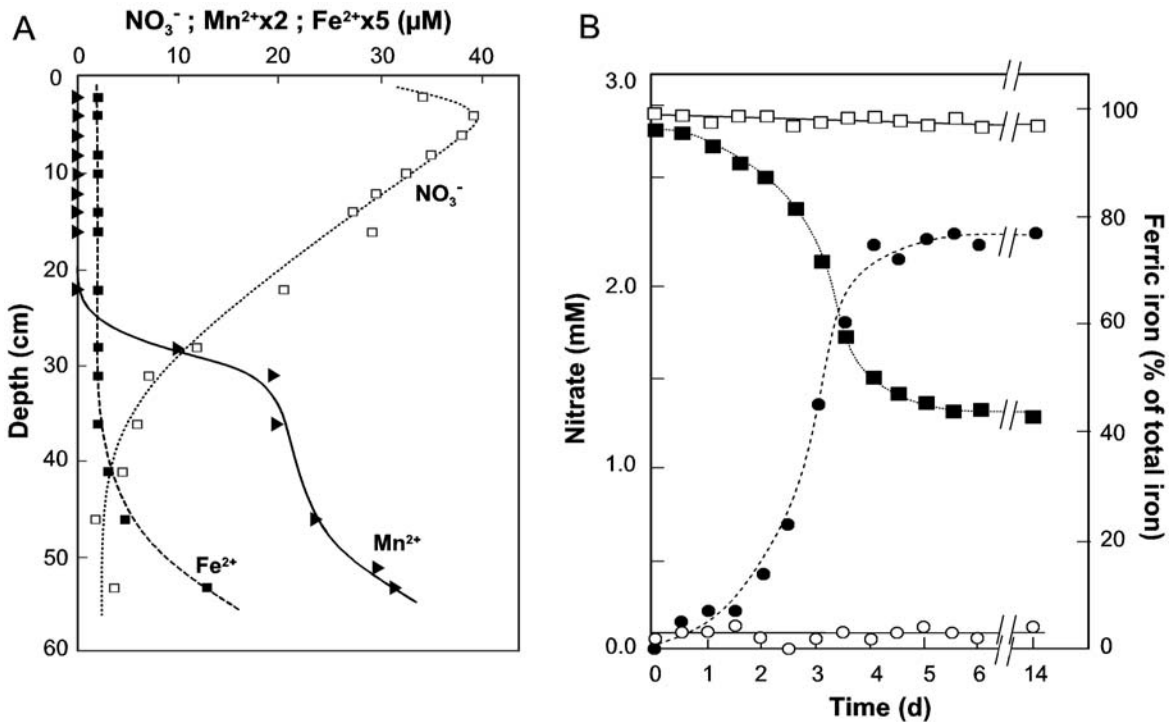 A
NO₃⁻ ; Mn²⁺x2 ; Fe²⁺x5 (µM)
0 10 20 30 40
Depth (cm)
0
10
20
30
40
50
60
NO₃⁻
Fe²⁺
Mn²⁺
B
Nitrate (mM)
3.0
2.0
1.0
0.0
100
80
60
40
20
0
Ferric iron (% of total iron)
0 1 2 3 4 5 6 14
Time (d)